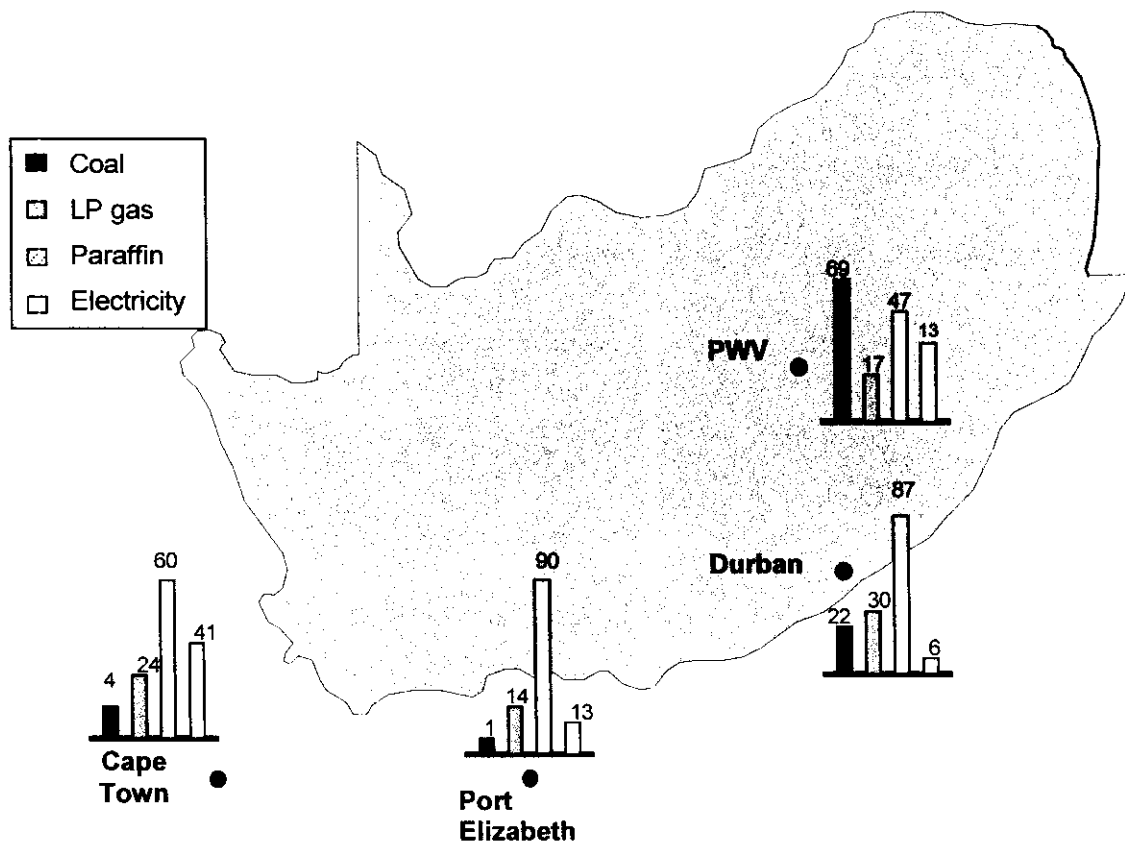 Coal
LP gas
Paraffin
Electricity
69
47
13
17
PWV
87
Durban
30
22
6
60
41
24
4
90
14
13
1
Cape
Town
Port
Elizabeth